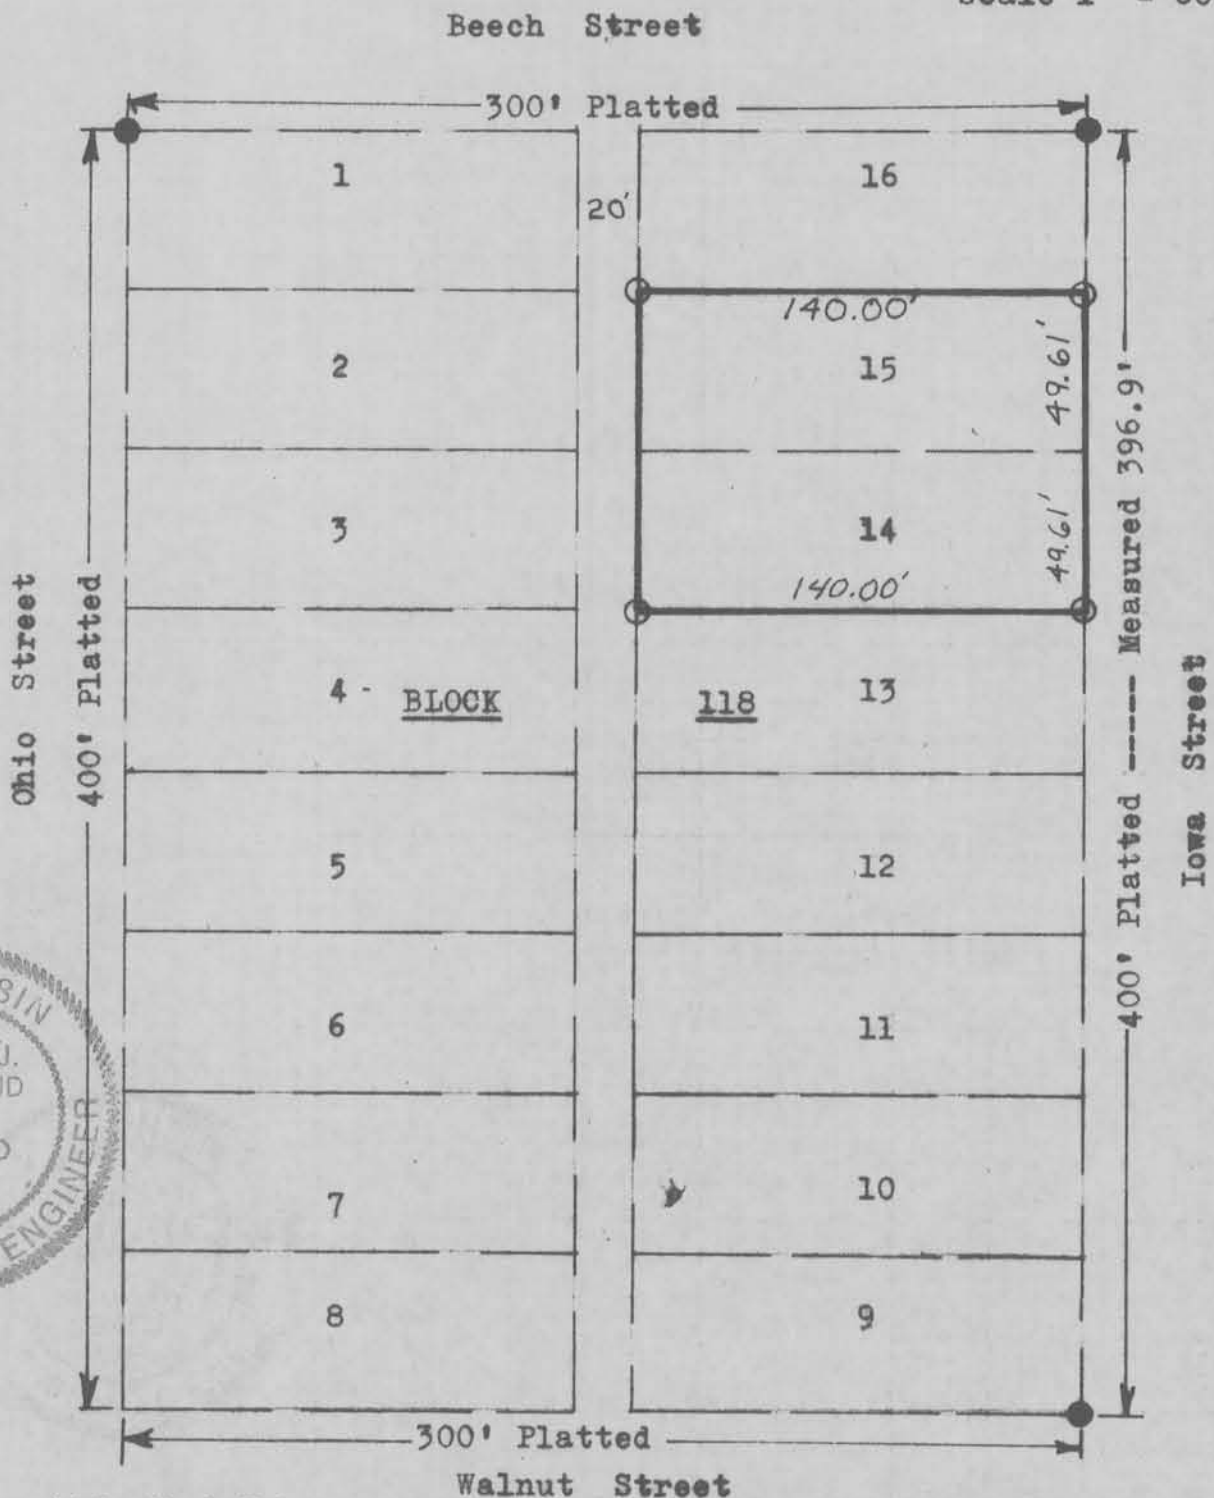 Beech Street
300' Platted
1
16
20'
140.00'
2
15
49.61'
3
14
49.61'
140.00'
Ohio Street
400' Platted
400' Platted ----- Measured 396.9'
Iowa Street
4 - BLOCK
118
13
5
12
6
11
7
10
8
9
ENGINEER
300' Platted
Walnut Street